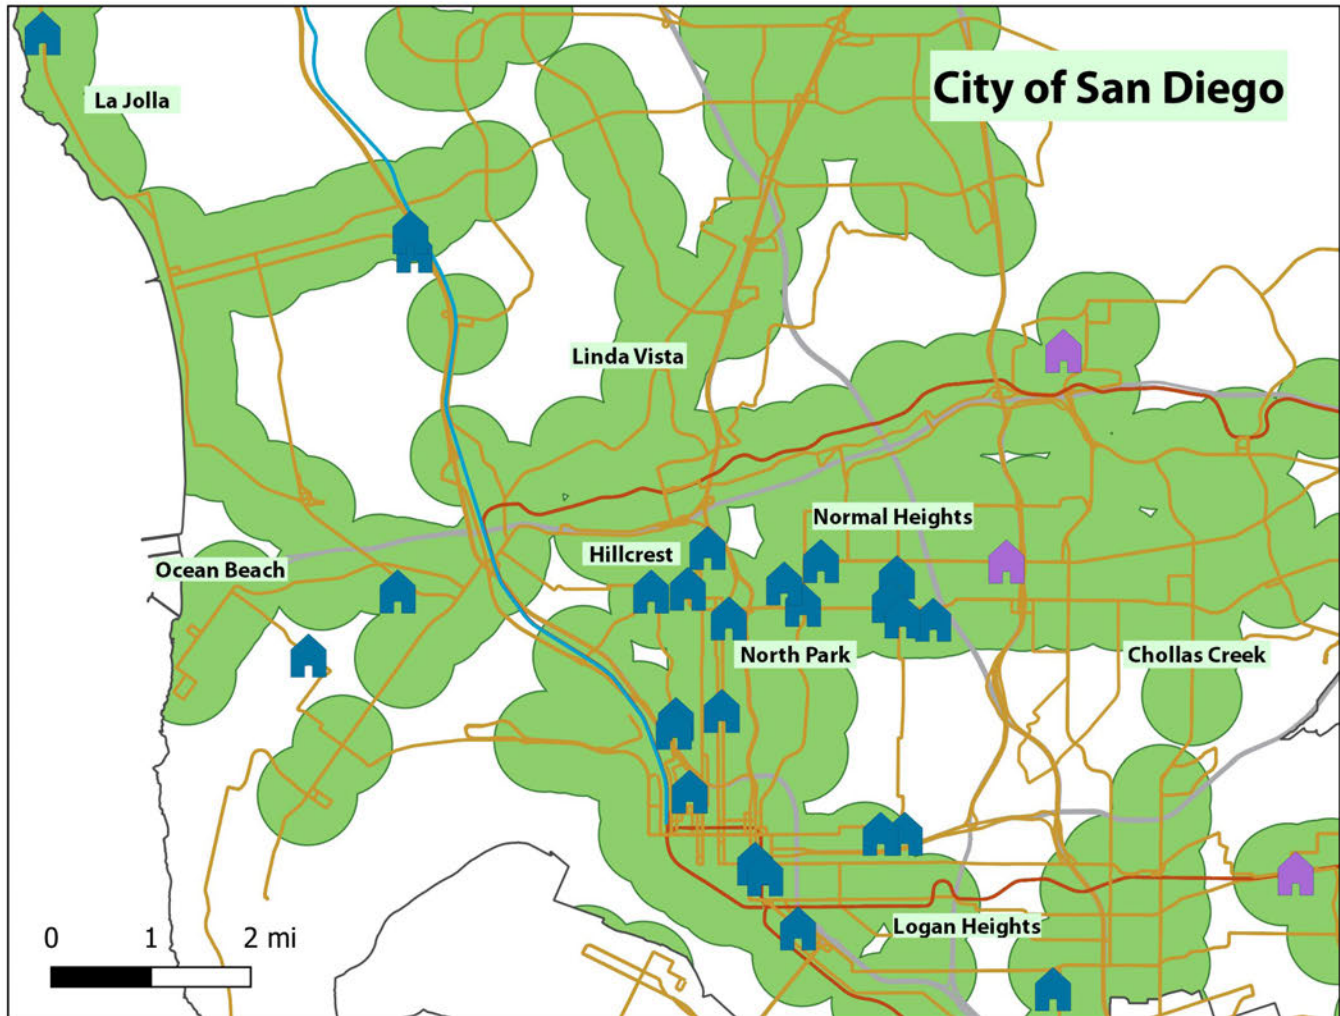 City of San Diego
La Jolla
Linda Vista
Normal Heights
Hillcrest
Ocean Beach
North Park
Chollas Creek
Logan Heights
0 1 2 mi